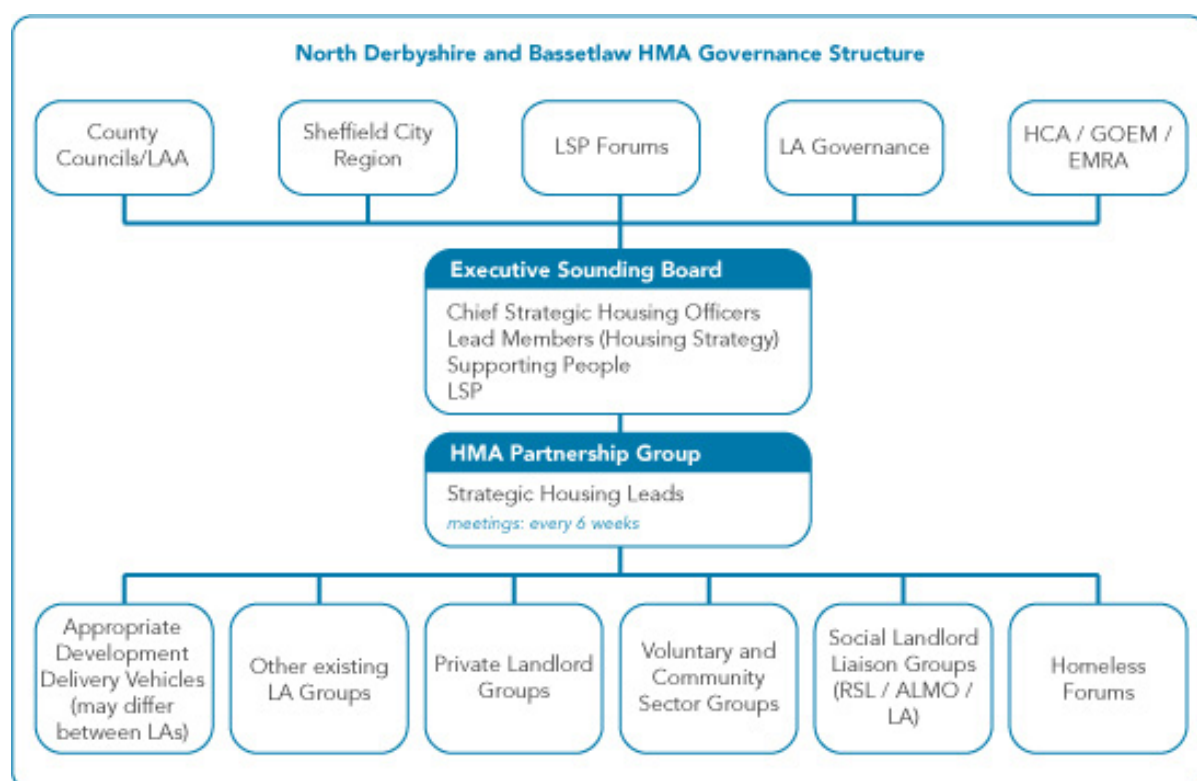 North Derbyshire and Bassetlaw HMA Governance Structure
County
Councils/LAA
Sheffield City
Region
LSP Forums
LA Governance
HCA / GOEM /
EMRA
Executive Sounding Board
Chief Strategic Housing Officers
Lead Members (Housing Strategy)
Supporting People
LSP
HMA Partnership Group
Strategic Housing Leads
meetings: every 6 weeks
Appropriate
Development
Delivery Vehicles
(may differ
between LAs)
Other existing
LA Groups
Private Landlord
Groups
Voluntary and
Community
Sector Groups
Social Landlord
Liaison Groups
(RSL / ALMO /
LA)
Homeless
Forums